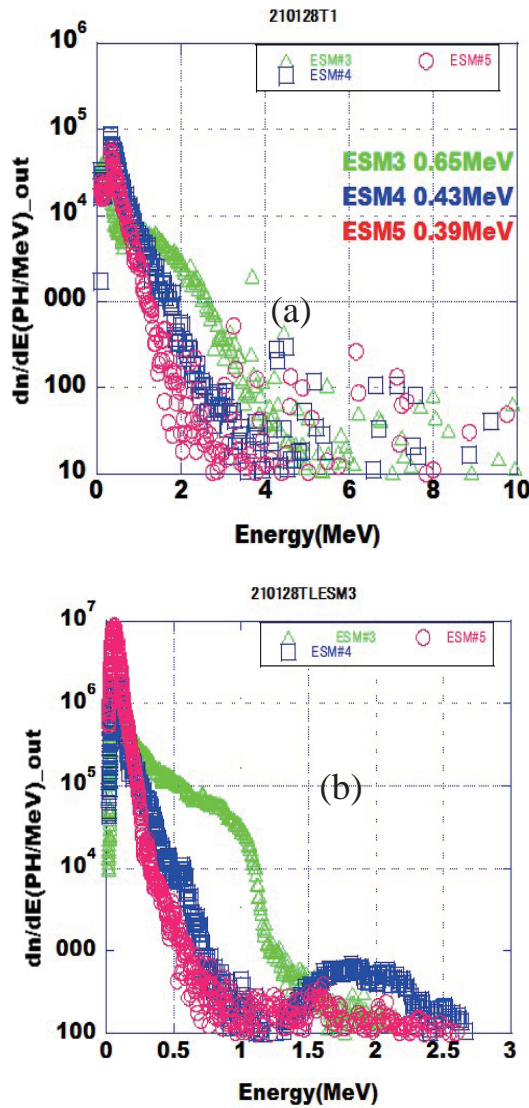 210128T1
ESM#3 ESM#5
ESM#4
10^6
10^5
10^4
000
100
10
dn/dE(PH/MeV)_out
ESM3 0.65MeV
ESM4 0.43MeV
ESM5 0.39MeV
(a)
0 2 4 6 8 10
Energy(MeV)
210128TLESM3
ESM#3 ESM#5
ESM#4
10^7
10^6
10^5
10^4
000
100
dn/dE(PH/MeV)_out
(b)
0 0.5 1 1.5 2 2.5 3
Energy(MeV)